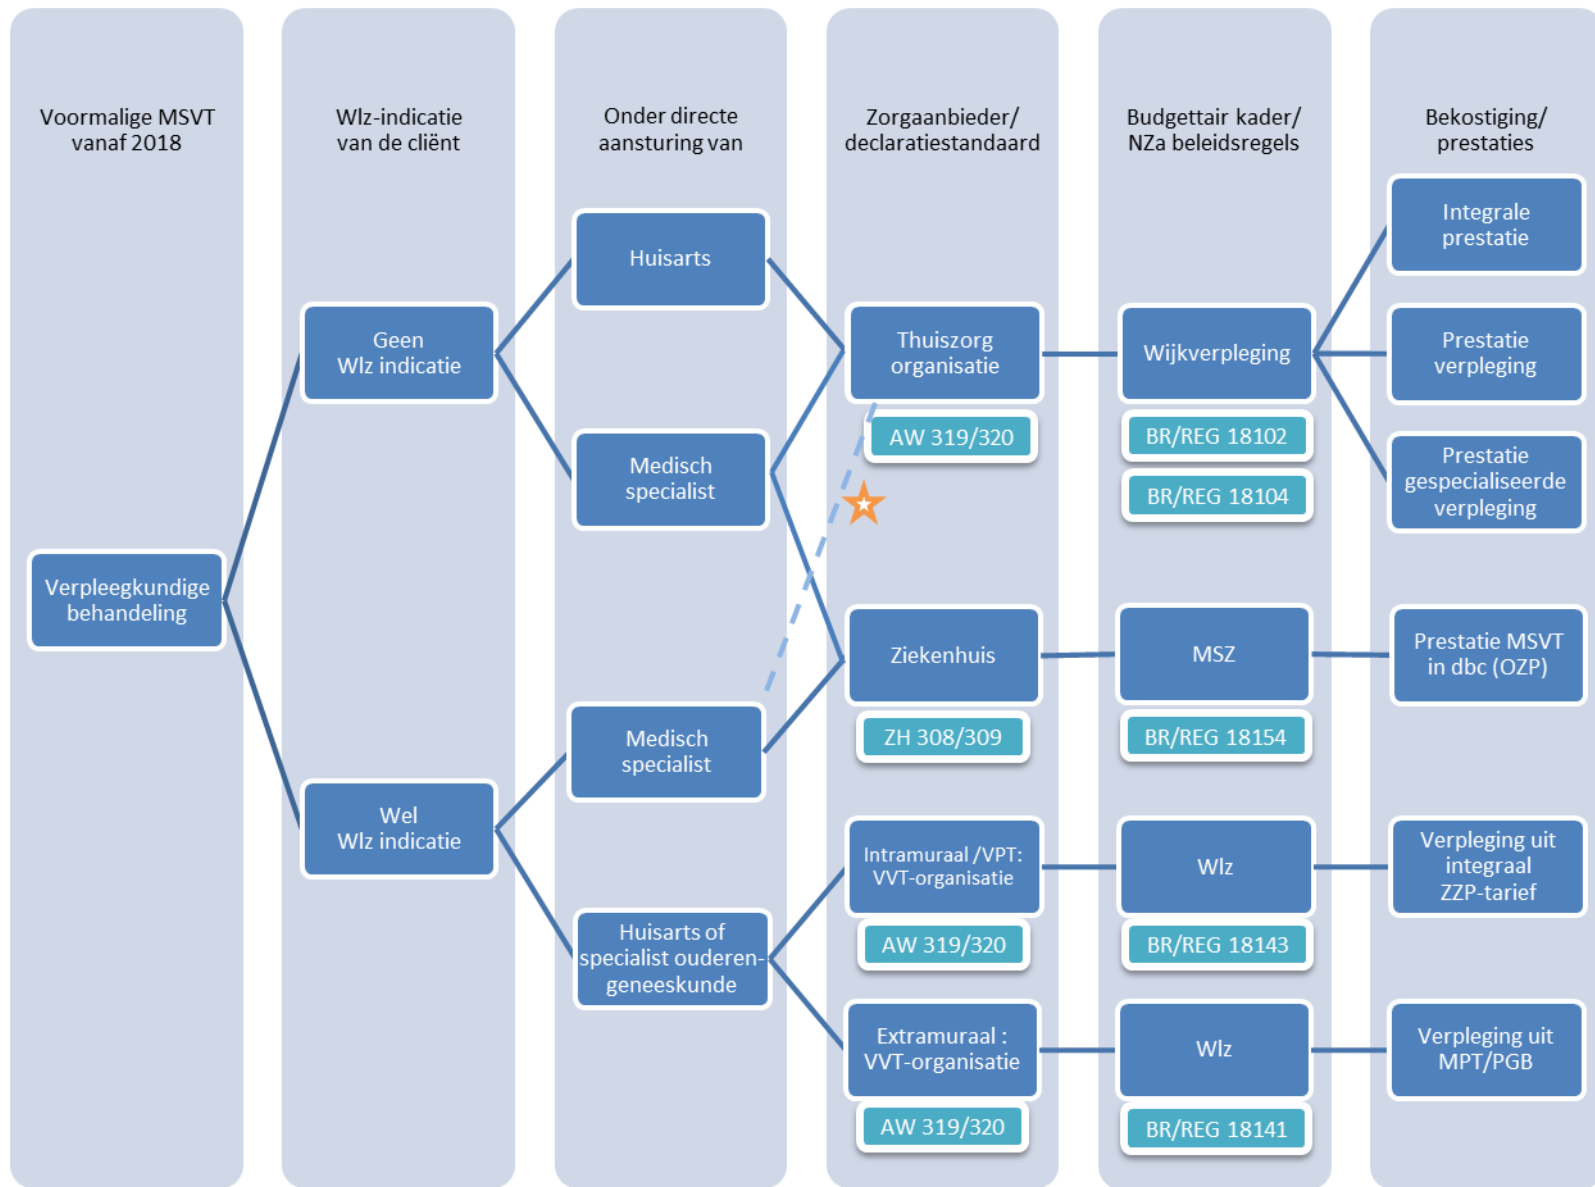 Voormalige MSVT
vanaf 2018
Wlz-indicatie
van de cliënt
Onder directe
aansturing van
Zorgaanbieder/
declaratiestandaard
Budgettair kader/
NZa beleidsregels
Bekostiging/
prestaties
Verpleegkundige
behandeling
Geen
Wlz indicatie
Wel
Wlz indicatie
Huisarts
Medisch
specialist
Medisch
specialist
Huisarts of
specialist ouderen-
geneeskunde
Thuiszorg
organisatie
AW 319/320
Ziekenhuis
ZH 308/309
Intramuraal /VPT:
VVT-organisatie
AW 319/320
Extramuraal :
VVT-organisatie
AW 319/320
Wijkverpleging
BR/REG 18102
BR/REG 18104
MSZ
BR/REG 18154
Wlz
BR/REG 18143
Wlz
BR/REG 18141
Integrale
prestatie
Prestatie
verpleging
Prestatie
gespecialiseerde
verpleging
Prestatie MSVT
in dbc (OZP)
Verpleging uit
integraal
ZZP-tarief
Verpleging uit
MPT/PGB